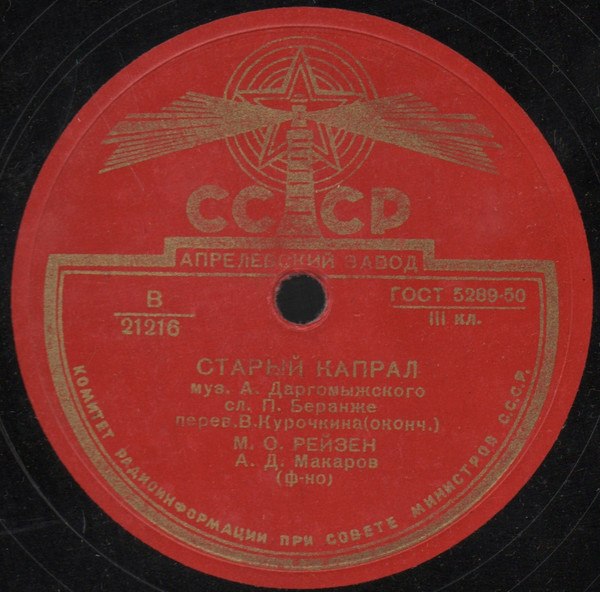 СССР
АПРЕЛЕВСКИЙ ЗАВОД
В
21216
ГОСТ 5289-50
III кл.
СТАРЫЙ КАПРАЛ
муз. А. Даргомыжского
сл. П. Беранже
перев.В.Курочкина(оконч.)
М. О. РЕЙЗЕН
А. Д. Макаров
(ф-но)
КОМИТЕТ РАДИОИНФОРМАЦИИ ПРИ СОВЕТЕ МИНИСТРОВ С.С.С.Р.